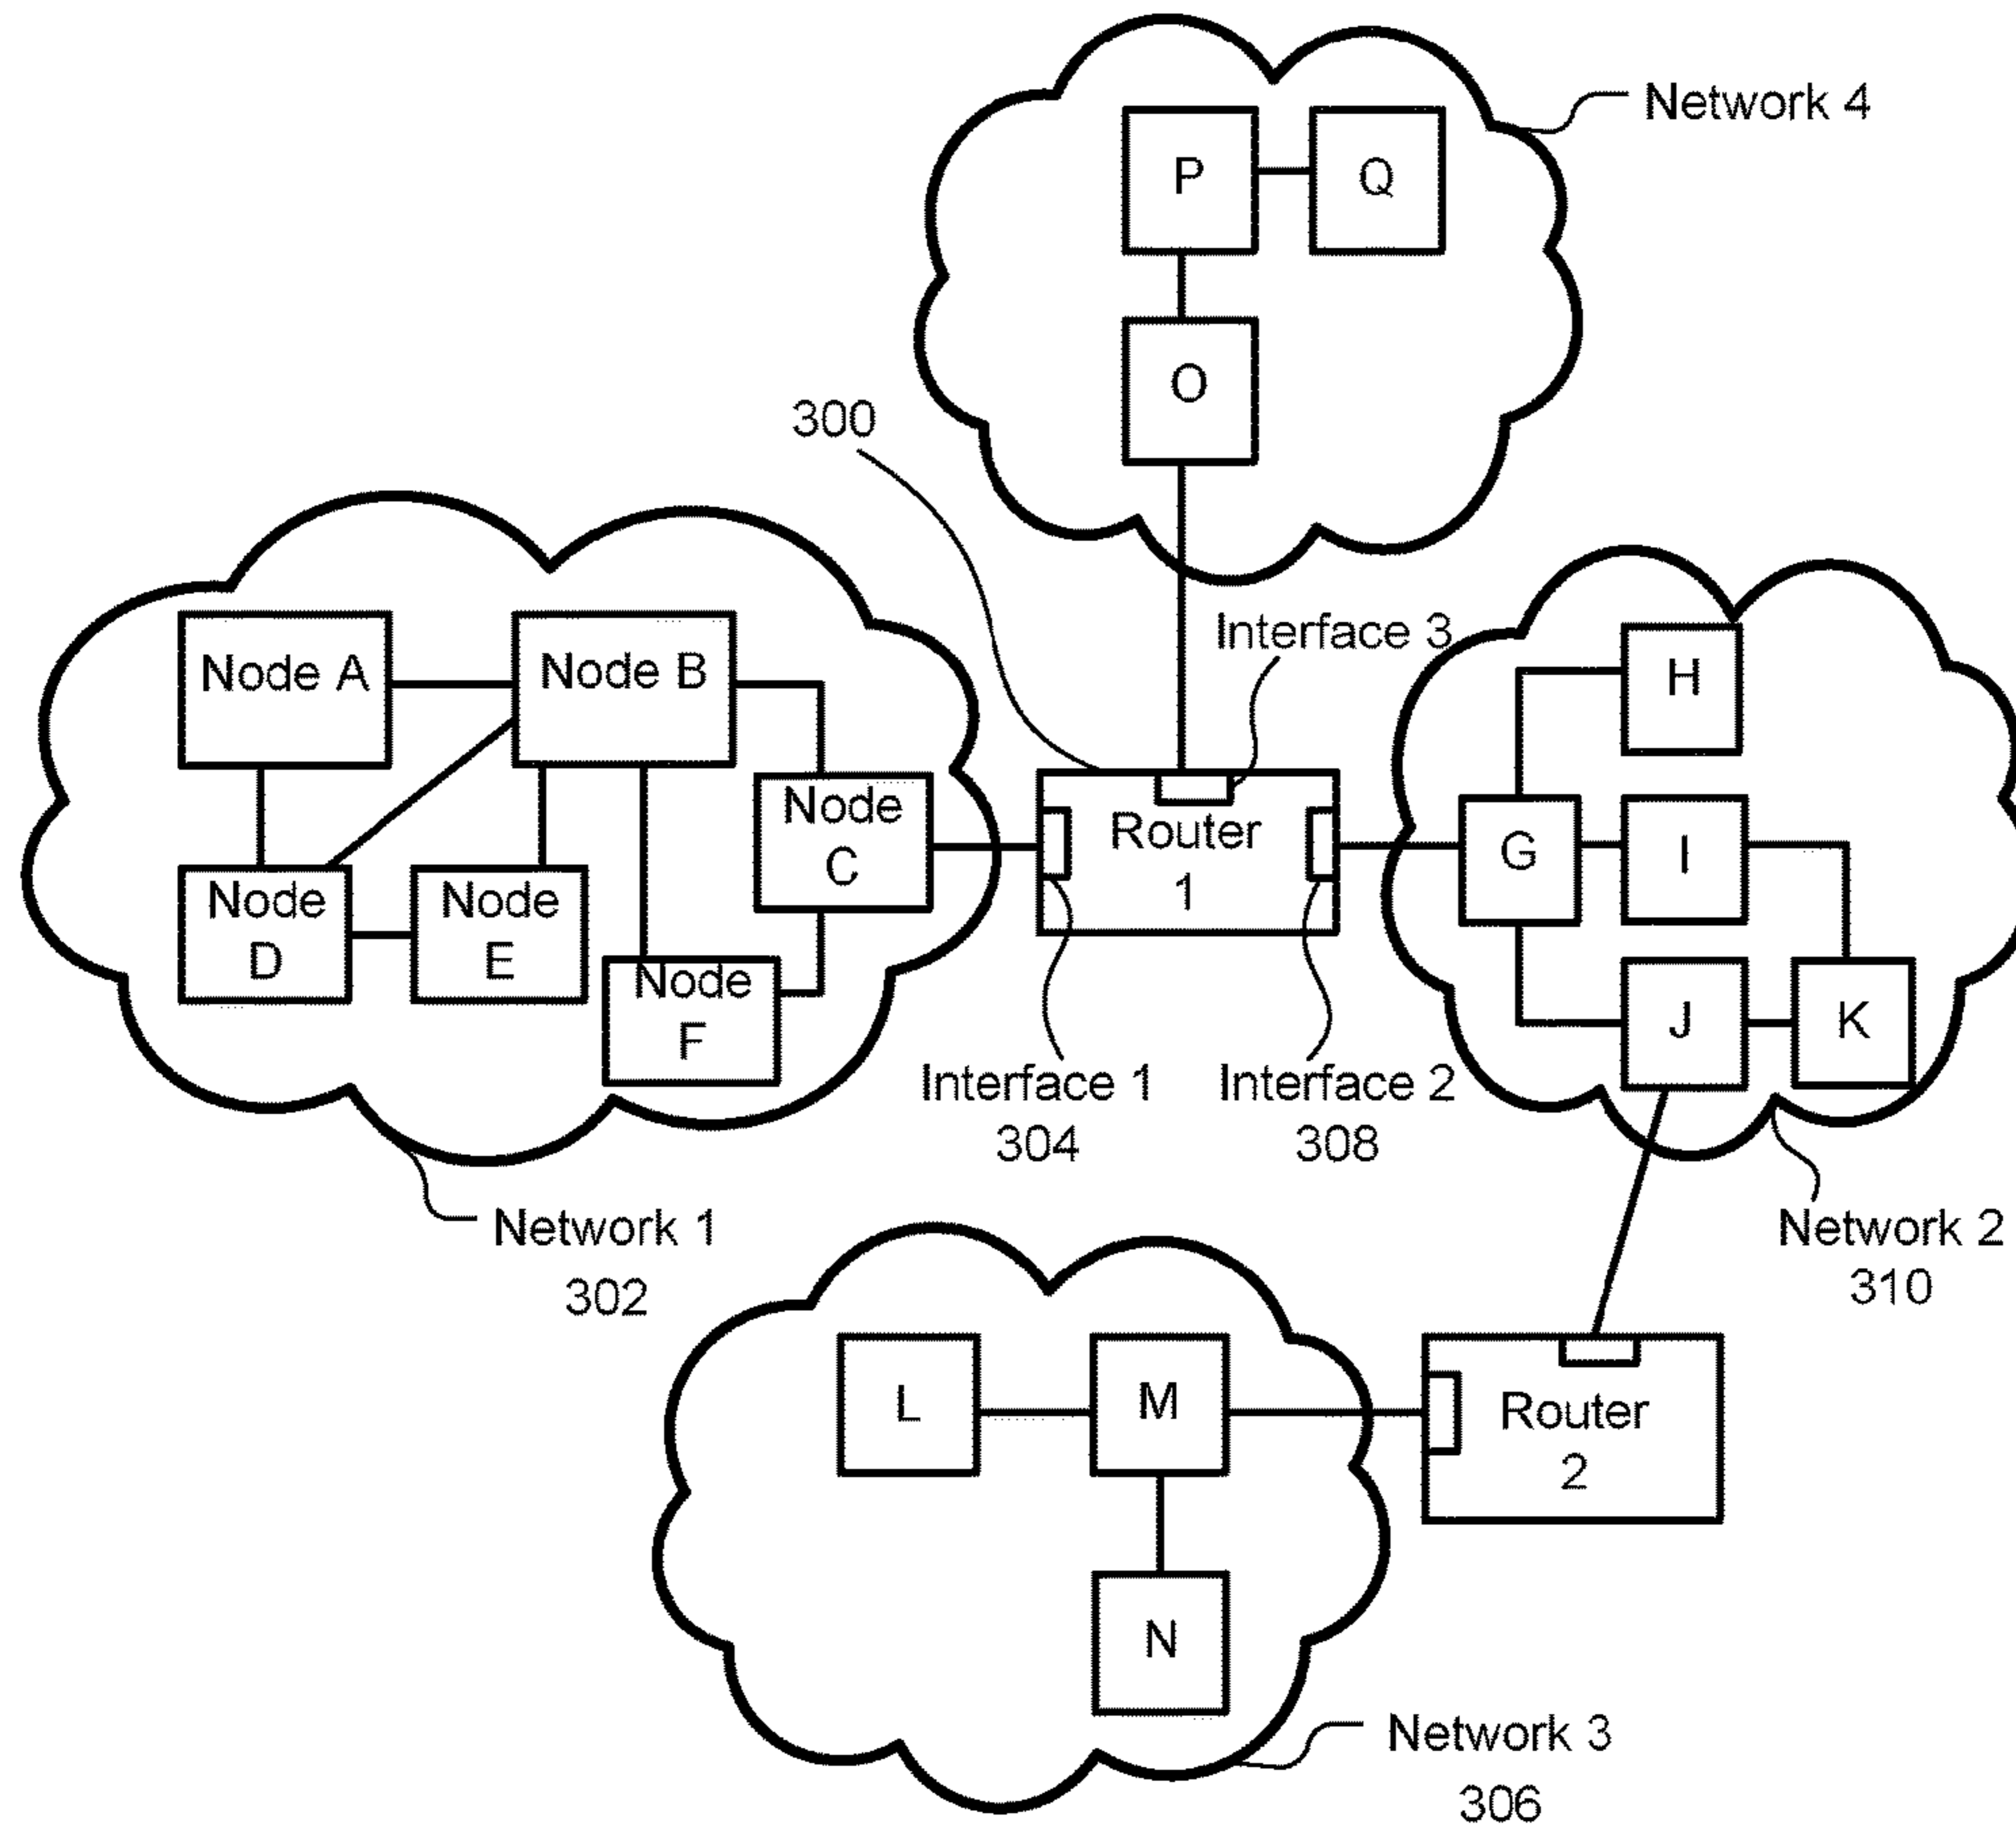 Network 4
P
Q
O
300
Interface 3
Node A
Node B
H
Node
C
Router
1
G
I
Node
D
Node
E
Node
F
J
K
Interface 1
304
Interface 2
308
Network 1
302
Network 2
310
L
M
Router
2
N
Network 3
306